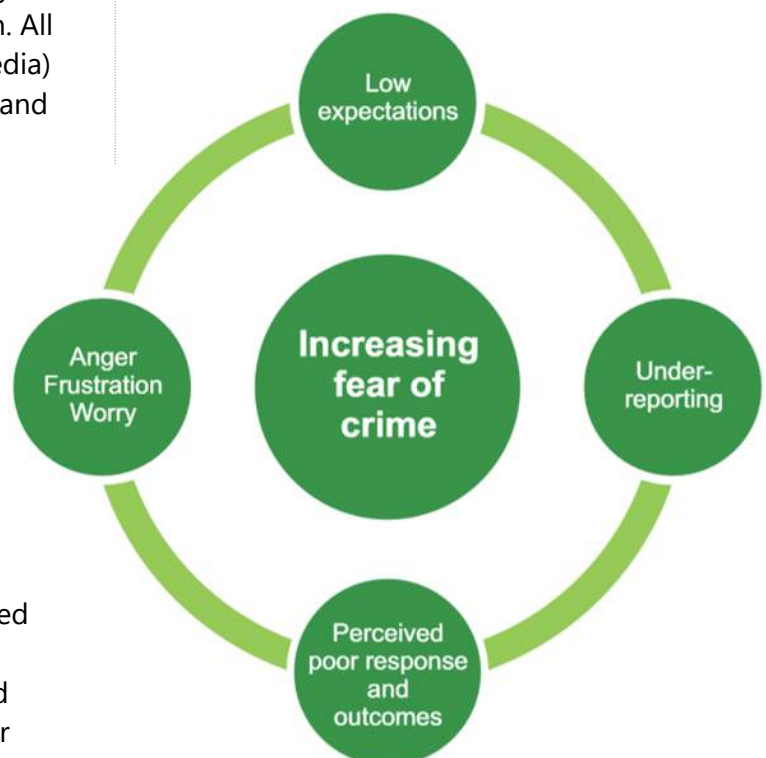 n. All
edia)
and
Low
expectations
Anger
Frustration
Worry
Increasing
fear of
crime
Under-
reporting
Perceived
poor response
and
outcomes
ed
d
r